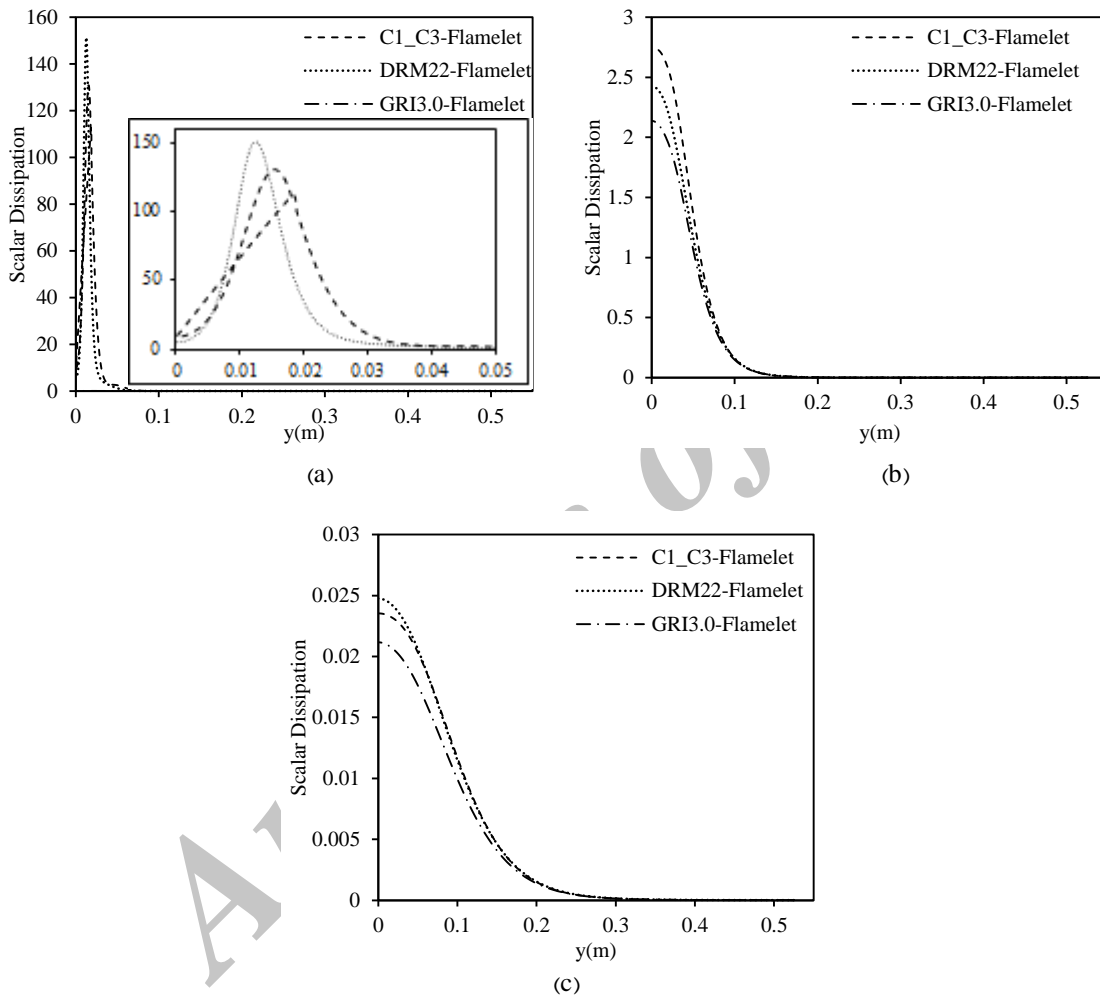 160
140
120
100
80
60
40
20
0
Scalar Dissipation
C1_C3-Flamelet
DRM22-Flamelet
GRI3.0-Flamelet
150
100
50
0
0 0.01 0.02 0.03 0.04 0.05
0 0.1 0.2 0.3 0.4 0.5
y(m)
(a)
3
2.5
2
1.5
1
0.5
0
Scalar Dissipation
C1_C3-Flamelet
DRM22-Flamelet
GRI3.0-Flamelet
0 0.1 0.2 0.3 0.4 0.5
y(m)
(b)
0.03
0.025
0.02
0.015
0.01
0.005
0
Scalar Dissipation
C1_C3-Flamelet
DRM22-Flamelet
GRI3.0-Flamelet
0 0.1 0.2 0.3 0.4 0.5
y(m)
(c)